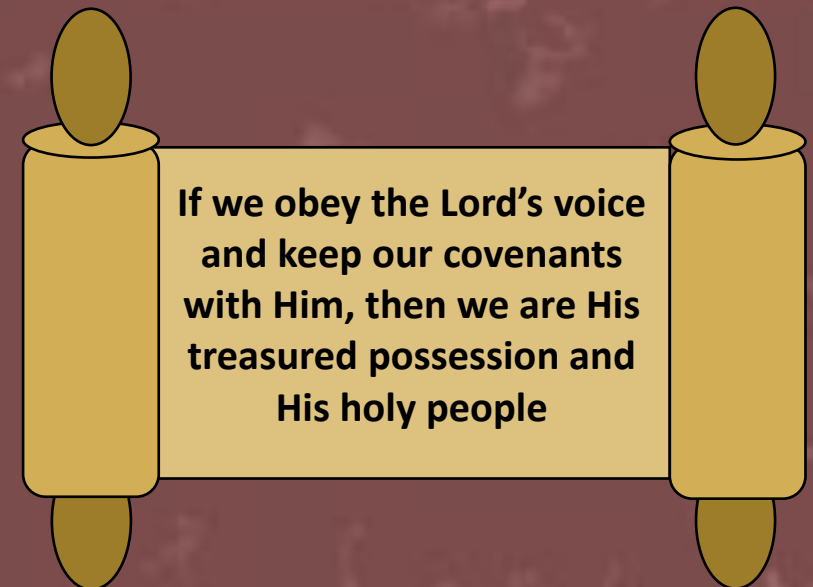 If we obey the Lord’s voice
and keep our covenants
with Him, then we are His
treasured possession and
His holy people